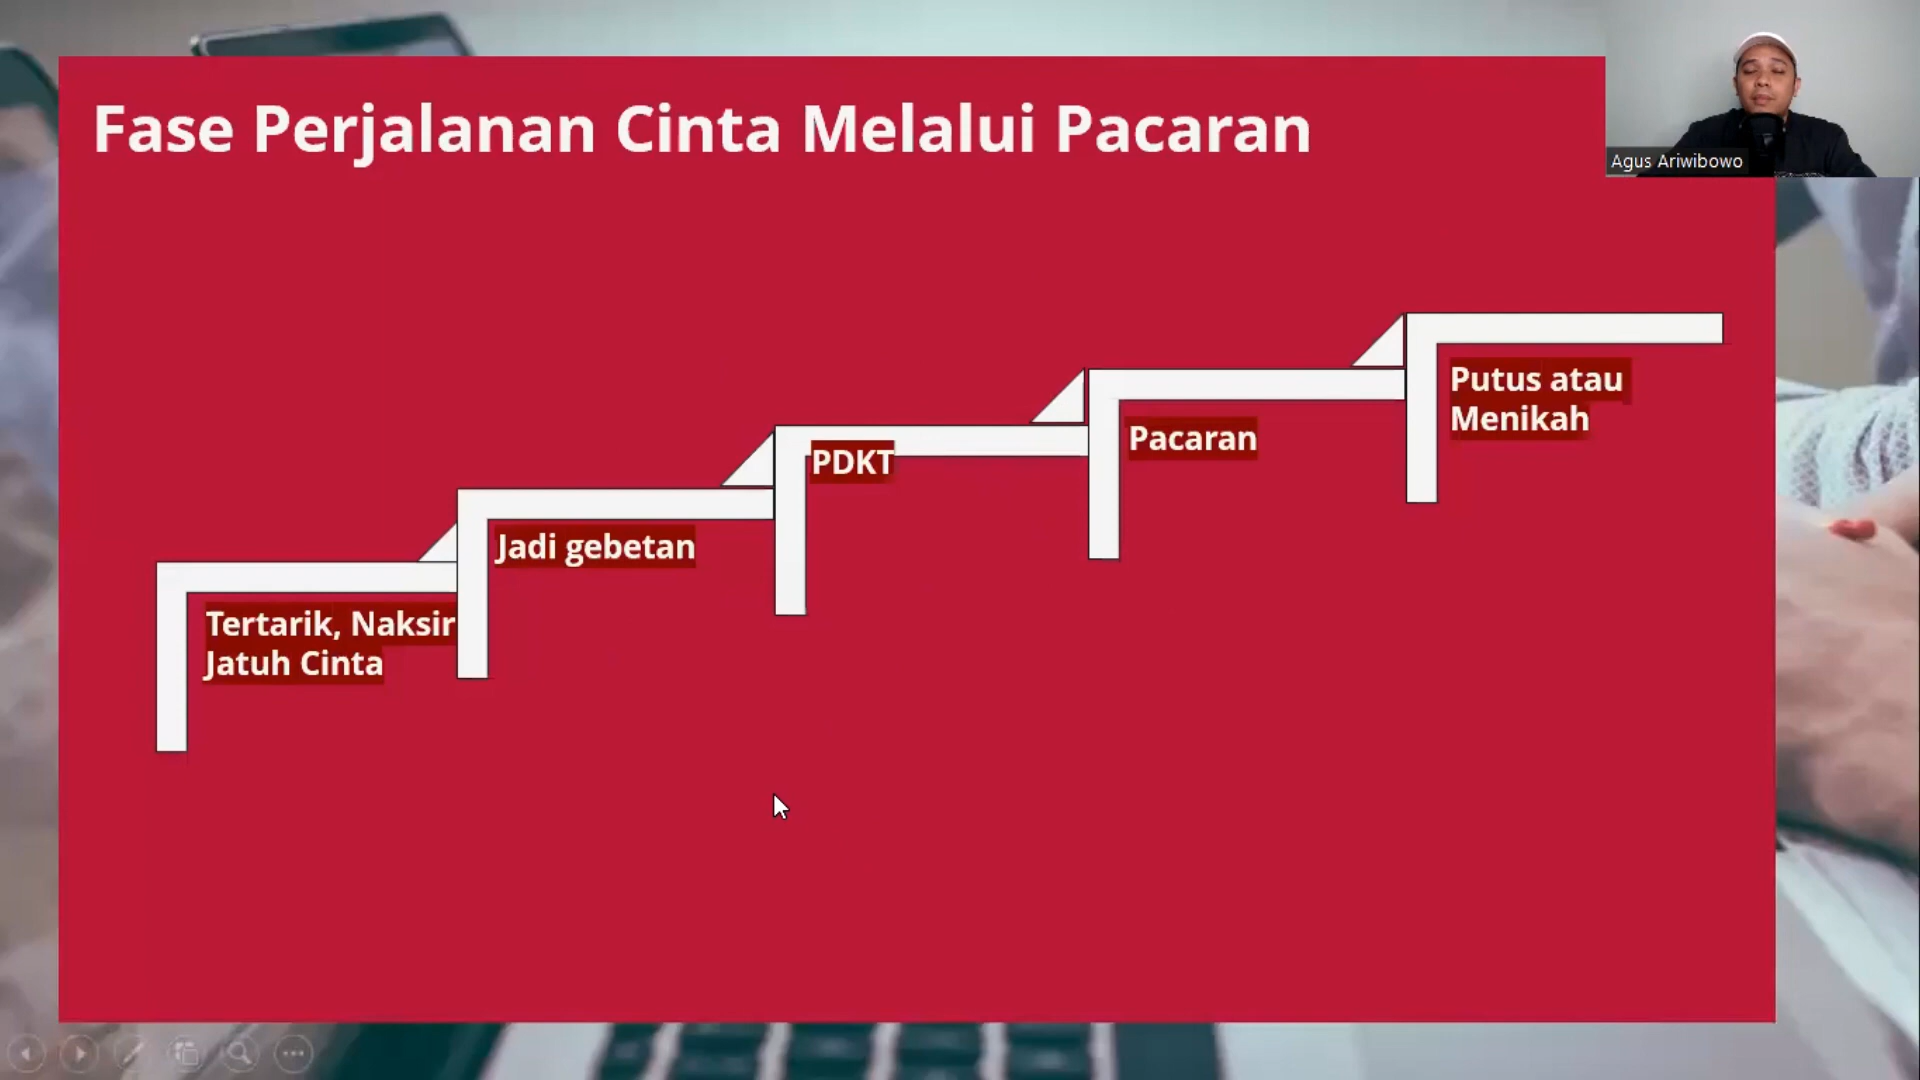 Fase Perjalanan Cinta Melalui Pacaran
Agus Ariwibowo
Tertarik, Naksir
Jatuh Cinta
Jadi gebetan
PDKT
Pacaran
Putus atau
Menikah